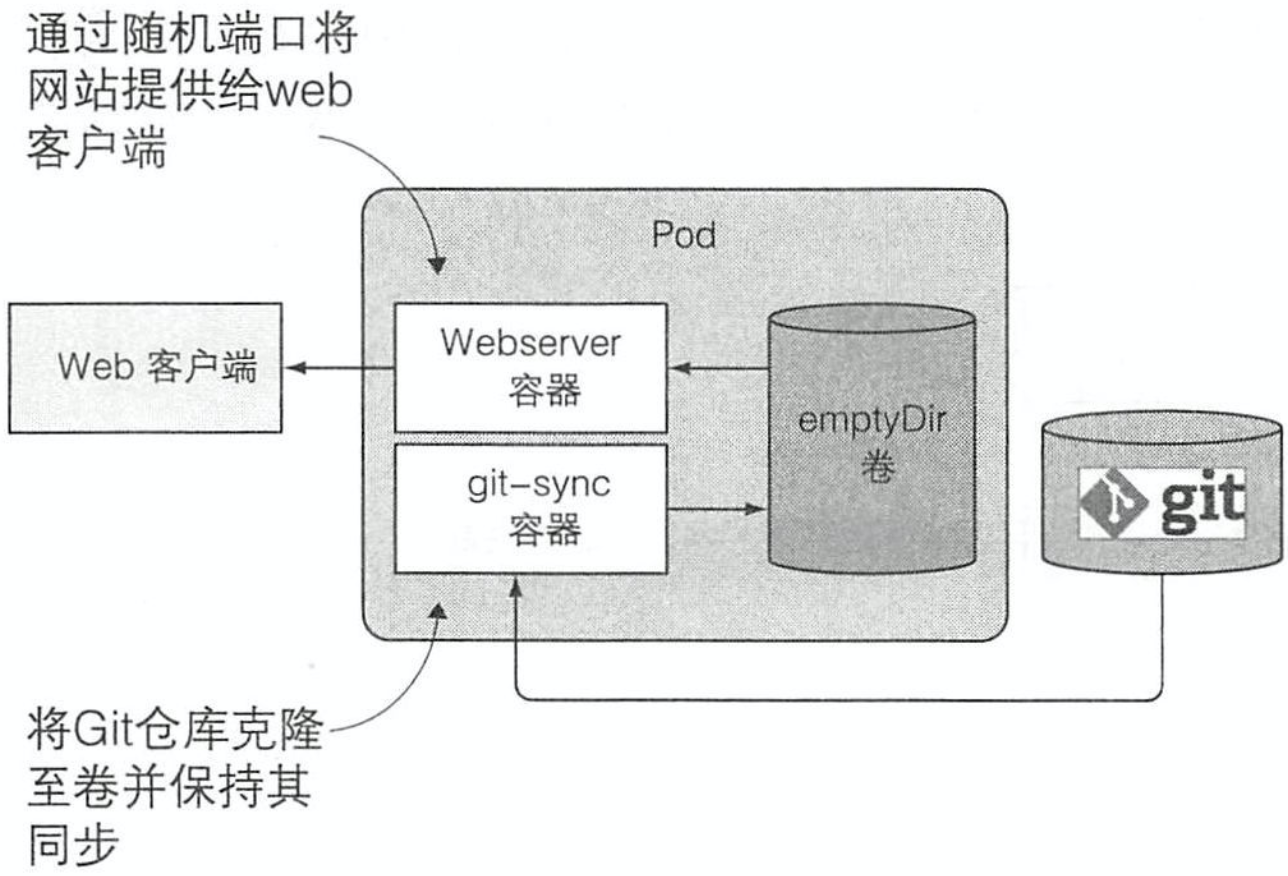 通过随机端口将
网站提供给web
客户端
Pod
Web 客户端
Webserver
容器
git-sync
容器
emptyDir
卷
git
将Git仓库克隆
至卷并保持其
同步